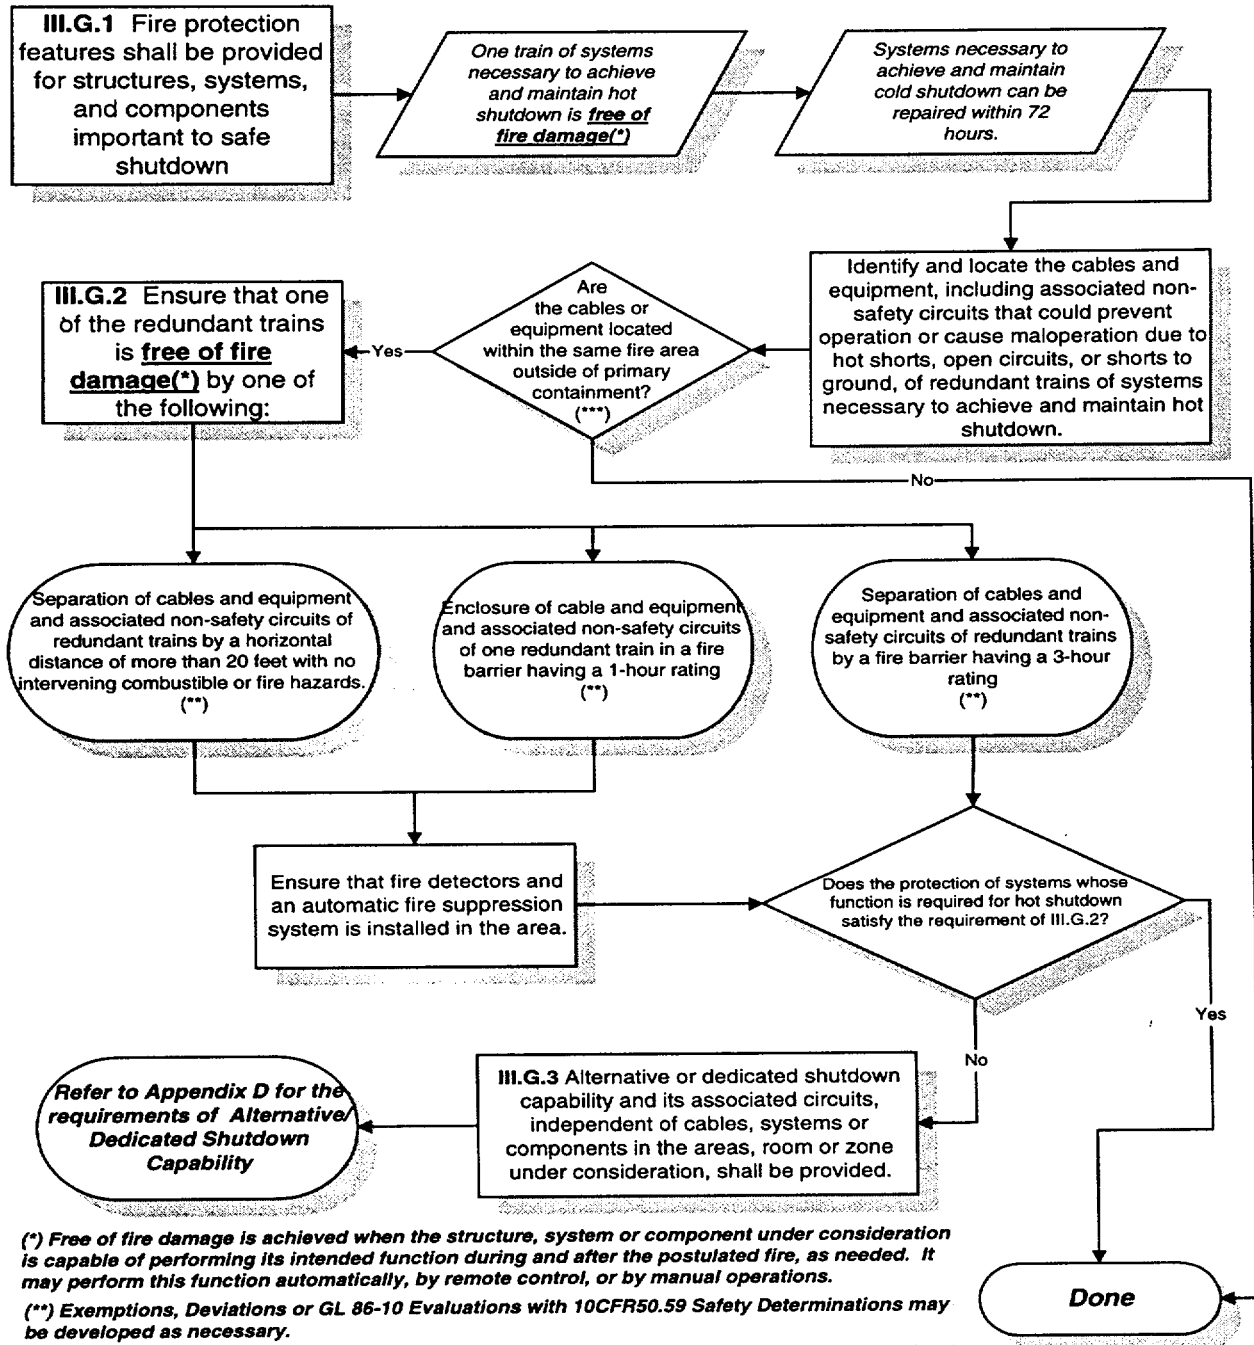 III.G.1 Fire protection
features shall be provided
for structures, systems,
and components
important to safe
shutdown
One train of systems
necessary to achieve
and maintain hot
shutdown is free of
fire damage(*)
Systems necessary to
achieve and maintain
cold shutdown can be
repaired within 72
hours.
Identify and locate the cables and
equipment, including associated non-
safety circuits that could prevent
operation or cause maloperation due to
hot shorts, open circuits, or shorts to
ground, of redundant trains of systems
necessary to achieve and maintain hot
shutdown.
Are
the cables or
equipment located
within the same fire area
outside of primary
containment?
(***)
Yes
No
III.G.2 Ensure that one
of the redundant trains
is free of fire
damage(*) by one of
the following:
Separation of cables and equipment
and associated non-safety circuits of
redundant trains by a horizontal
distance of more than 20 feet with no
intervening combustible or fire hazards.
(**)
Enclosure of cable and equipment
and associated non-safety circuits
of one redundant train in a fire
barrier having a 1-hour rating
(**)
Separation of cables and
equipment and associated non-
safety circuits of redundant trains
by a fire barrier having a 3-hour
rating
(**)
Ensure that fire detectors and
an automatic fire suppression
system is installed in the area.
Does the protection of systems whose
function is required for hot shutdown
satisfy the requirement of III.G.2?
Yes
No
III.G.3 Alternative or dedicated shutdown
capability and its associated circuits,
independent of cables, systems or
components in the areas, room or zone
under consideration, shall be provided.
Refer to Appendix D for the
requirements of Alternative/
Dedicated Shutdown
Capability
Done
(*) Free of fire damage is achieved when the structure, system or component under consideration
is capable of performing its intended function during and after the postulated fire, as needed. It
may perform this function automatically, by remote control, or by manual operations.
(**) Exemptions, Deviations or GL 86-10 Evaluations with 10CFR50.59 Safety Determinations may
be developed as necessary.